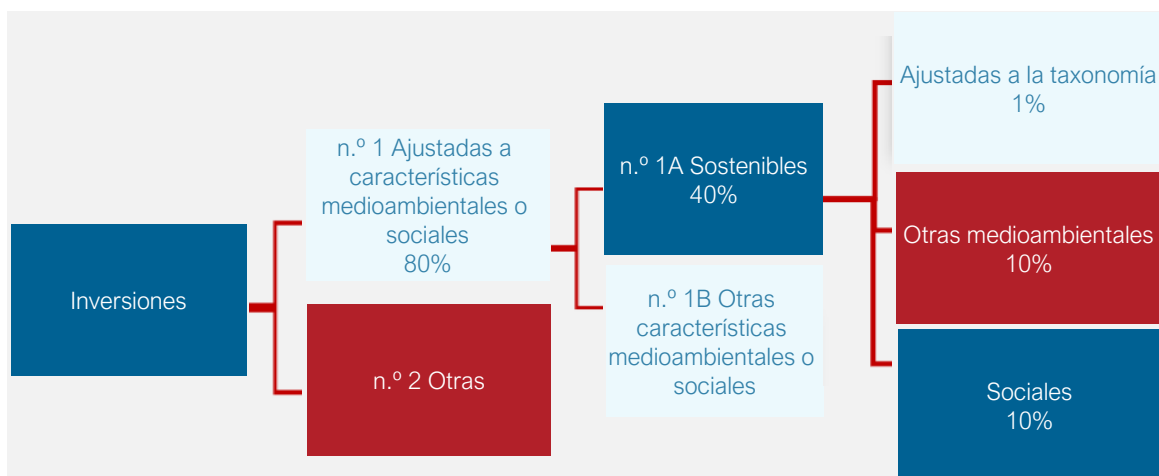 Inversiones
n.º 1 Ajustadas a
características
medioambientales o
sociales
80%
n.º 2 Otras
n.º 1A Sostenibles
40%
n.º 1B Otras
características
medioambientales o
sociales
Ajustadas a la taxonomía
1%
Otras medioambientales
10%
Sociales
10%